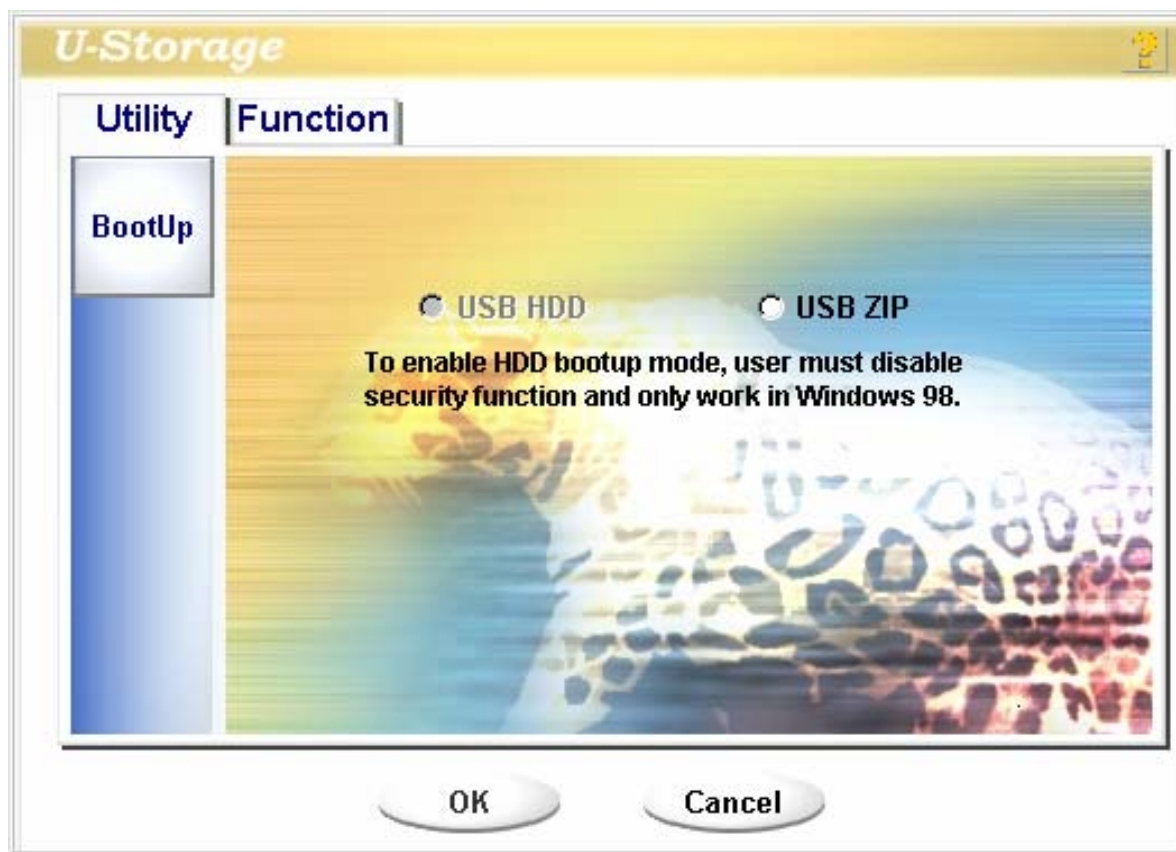 U-Storage
?
Utility Function
BootUp
USB HDD USB ZIP
To enable HDD bootup mode, user must disable
security function and only work in Windows 98.
OK Cancel